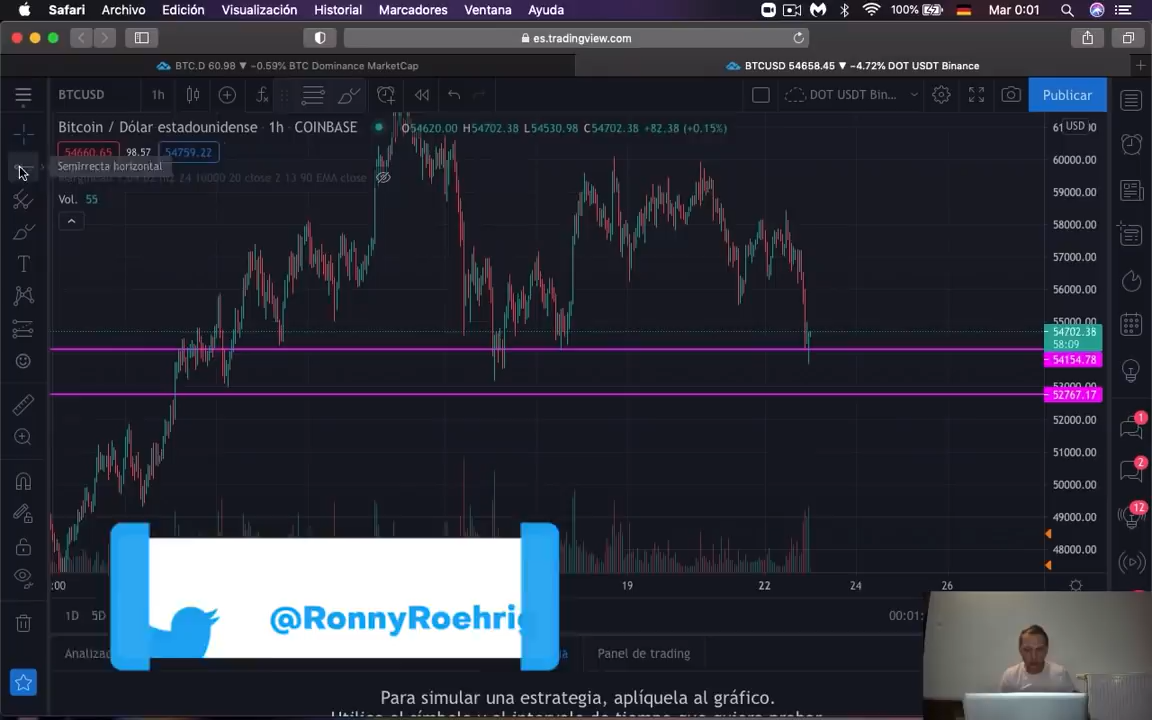 Safari Archivo Edición Visualización Historial Marcadores Ventana Ayuda 100% Mar 0:01
es.tradingview.com
BTC.D 60.98 ▼ −0.59% BTC Dominance MarketCap
BTCUSD 54658.45 ▼ −4.72% DOT USDT Binance
BTCUSD 1h DOT USDT Bin... Publicar
Bitcoin / Dólar estadounidense · 1h · COINBASE O54620.00 H54702.38 L54530.98 C54702.38 +82.38 (+0.15%)
USD
54660.65 98.57 54759.22
Semirrecta horizontal
Vol. 55
60000.00
59000.00
58000.00
57000.00
56000.00
55000.00
54702.38
58:09
54154.78
53000.00
52767.17
52000.00
51000.00
50000.00
49000.00
48000.00
1
2
12
:00 19 22 24 26
1D 5D 00:01:
@RonnyRoehrig
Analizad Panel de trading
Para simular una estrategia, aplíquela al gráfico.